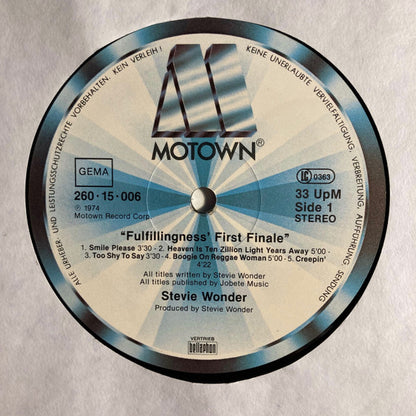 ALLE URHEBER- UND LEISTUNGSSCHUTZRECHTE VORBEHALTEN. KEIN VERLEIH! KEINE UNERLAUBTE VERVIELFÄLTIGUNG, VERBREITUNG, AUFFÜHRUNG, SENDUNG
M
MOTOWN®
GEMA
LC 0363
260·15·006
33 UpM
℗ 1974
Side 1
Motown Record Corp.
STEREO
"Fulfillingness' First Finale"
1. Smile Please 3'30 - 2. Heaven Is Ten Zillion Light Years Away 5'00 -
3. Too Shy To Say 3'30 - 4. Boogie On Reggae Woman 5'00 - 5. Creepin'
4'22
All titles written by Stevie Wonder
All titles published by Jobete Music
Stevie Wonder
Produced by Stevie Wonder
VERTRIEB
bellaphon